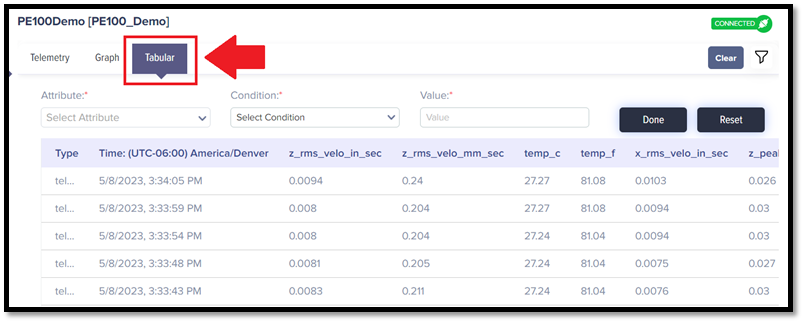 PE100Demo [PE100_Demo]
CONNECTED
Telemetry Graph Tabular
Clear
Attribute:* Condition:* Value:*
Select Attribute Select Condition Value
Done Reset
Type Time: (UTC-06:00) America/Denver z_rms_velo_in_sec z_rms_velo_mm_sec temp_c temp_f x_rms_velo_in_sec z_peal
tel... 5/8/2023, 3:34:05 PM 0.0094 0.24 27.27 81.08 0.0103 0.026
tel... 5/8/2023, 3:33:59 PM 0.008 0.204 27.27 81.08 0.0094 0.03
tel... 5/8/2023, 3:33:54 PM 0.008 0.204 27.24 81.04 0.0094 0.03
tel... 5/8/2023, 3:33:48 PM 0.0081 0.205 27.24 81.04 0.0075 0.027
tel... 5/8/2023, 3:33:43 PM 0.0083 0.211 27.24 81.04 0.0076 0.03